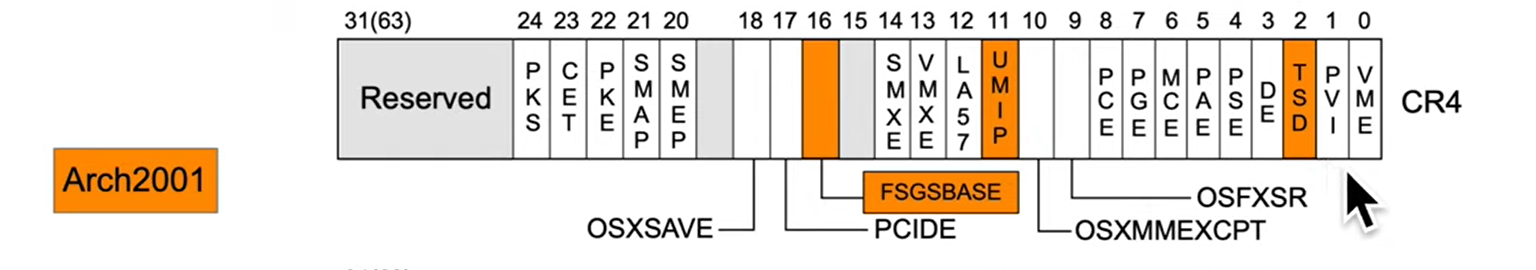 31(63) 24 23 22 21 20 18 17 16 15 14 13 12 11 10 9 8 7 6 5 4 3 2 1 0
Reserved PKS CET PKE SMAP SMEP SMXE VMXE LA57 UMIP PCE PGE MCE PAE PSE DE TSD PVI VME CR4
Arch2001
FSGSBASE
OSFXSR
OSXSAVE PCIDE OSXMMEXCPT